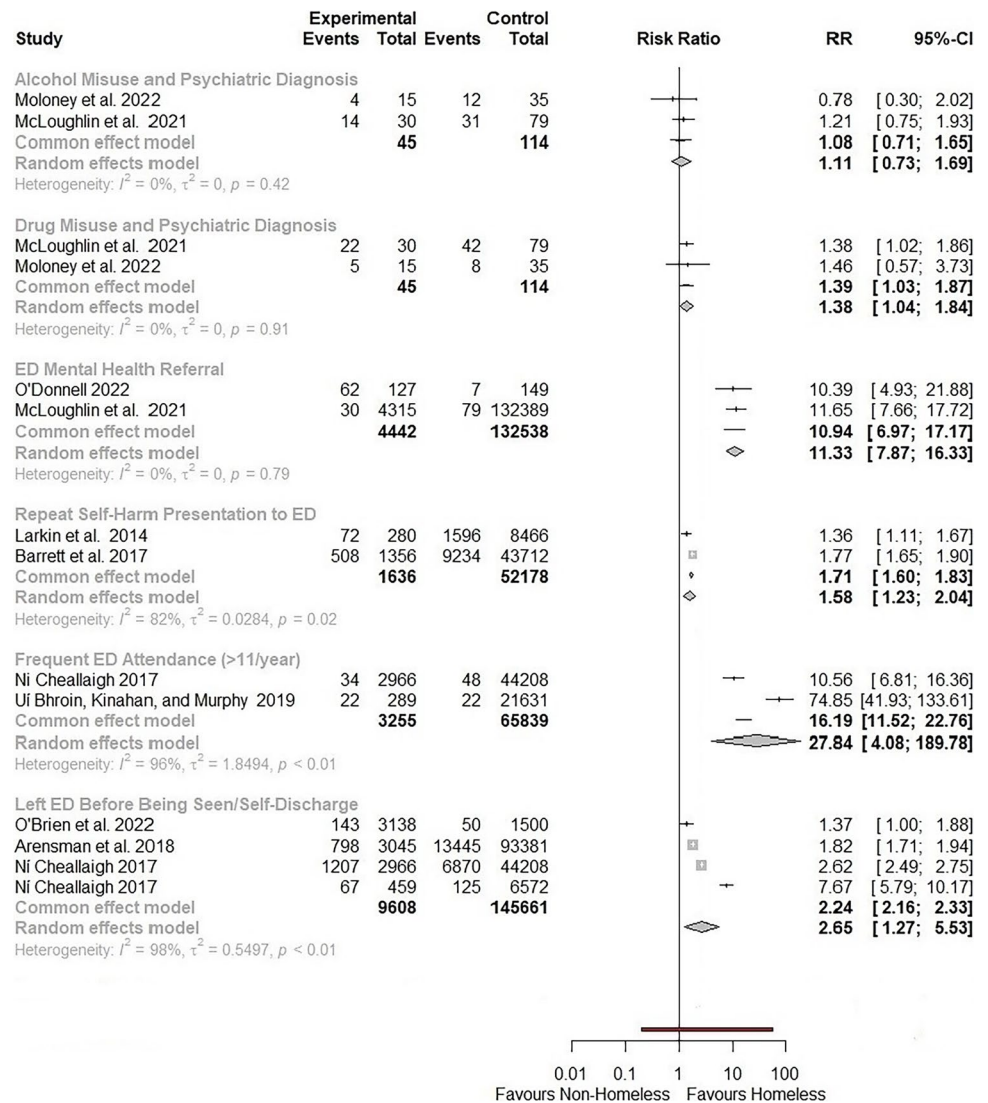 Experimental Control
Study Events Total Events Total Risk Ratio RR 95%-CI
Alcohol Misuse and Psychiatric Diagnosis
Moloney et al. 2022 4 15 12 35 0.78 [0.30; 2.02]
McLoughlin et al. 2021 14 30 31 79 1.21 [0.75; 1.93]
Common effect model 45 114 1.08 [0.71; 1.65]
Random effects model 1.11 [0.73; 1.69]
Heterogeneity: I² = 0%, τ² = 0, p = 0.42
Drug Misuse and Psychiatric Diagnosis
McLoughlin et al. 2021 22 30 42 79 1.38 [1.02; 1.86]
Moloney et al. 2022 5 15 8 35 1.46 [0.57; 3.73]
Common effect model 45 114 1.39 [1.03; 1.87]
Random effects model 1.38 [1.04; 1.84]
Heterogeneity: I² = 0%, τ² = 0, p = 0.91
ED Mental Health Referral
O'Donnell 2022 62 127 7 149 10.39 [4.93; 21.88]
McLoughlin et al. 2021 30 4315 79 132389 11.65 [7.66; 17.72]
Common effect model 4442 132538 10.94 [6.97; 17.17]
Random effects model 11.33 [7.87; 16.33]
Heterogeneity: I² = 0%, τ² = 0, p = 0.79
Repeat Self-Harm Presentation to ED
Larkin et al. 2014 72 280 1596 8466 1.36 [1.11; 1.67]
Barrett et al. 2017 508 1356 9234 43712 1.77 [1.65; 1.90]
Common effect model 1636 52178 1.71 [1.60; 1.83]
Random effects model 1.58 [1.23; 2.04]
Heterogeneity: I² = 82%, τ² = 0.0284, p = 0.02
Frequent ED Attendance (>11/year)
Ní Cheallaigh 2017 34 2966 48 44208 10.56 [6.81; 16.36]
Uí Bhroin, Kinahan, and Murphy 2019 22 289 22 21631 74.85 [41.93; 133.61]
Common effect model 3255 65839 16.19 [11.52; 22.76]
Random effects model 27.84 [4.08; 189.78]
Heterogeneity: I² = 96%, τ² = 1.8494, p < 0.01
Left ED Before Being Seen/Self-Discharge
O'Brien et al. 2022 143 3138 50 1500 1.37 [1.00; 1.88]
Arensman et al. 2018 798 3045 13445 93381 1.82 [1.71; 1.94]
Ní Cheallaigh 2017 1207 2966 6870 44208 2.62 [2.49; 2.75]
Ní Cheallaigh 2017 67 459 125 6572 7.67 [5.79; 10.17]
Common effect model 9608 145661 2.24 [2.16; 2.33]
Random effects model 2.65 [1.27; 5.53]
Heterogeneity: I² = 98%, τ² = 0.5497, p < 0.01
0.01 0.1 1 10 100
Favours Non-Homeless Favours Homeless